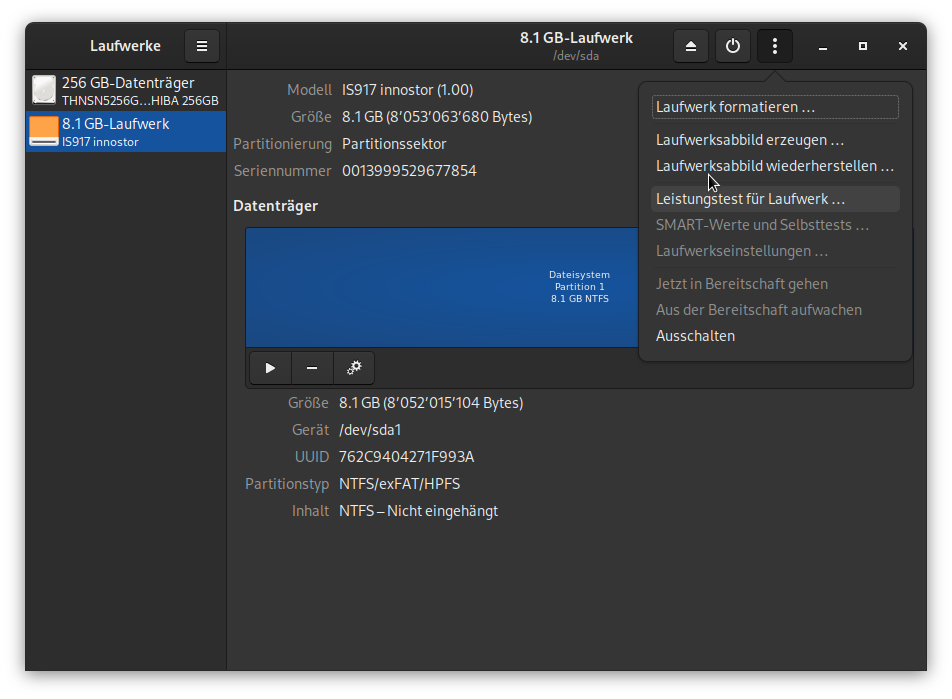 Laufwerke
8.1 GB-Laufwerk
/dev/sda
256 GB-Datenträger
THNSN5256G…HIBA 256GB
8.1 GB-Laufwerk
IS917 innostor
Modell IS917 innostor (1.00)
Größe 8.1 GB (8’053’063’680 Bytes)
Partitionierung Partitionssektor
Seriennummer 0013999529677854
Datenträger
Dateisystem
Partition 1
8.1 GB NTFS
Größe 8.1 GB (8’052’015’104 Bytes)
Gerät /dev/sda1
UUID 762C9404271F993A
Partitionstyp NTFS/exFAT/HPFS
Inhalt NTFS – Nicht eingehängt
Laufwerk formatieren …
Laufwerksabbild erzeugen …
Laufwerksabbild wiederherstellen …
Leistungstest für Laufwerk …
SMART-Werte und Selbsttests …
Laufwerkseinstellungen …
Jetzt in Bereitschaft gehen
Aus der Bereitschaft aufwachen
Ausschalten